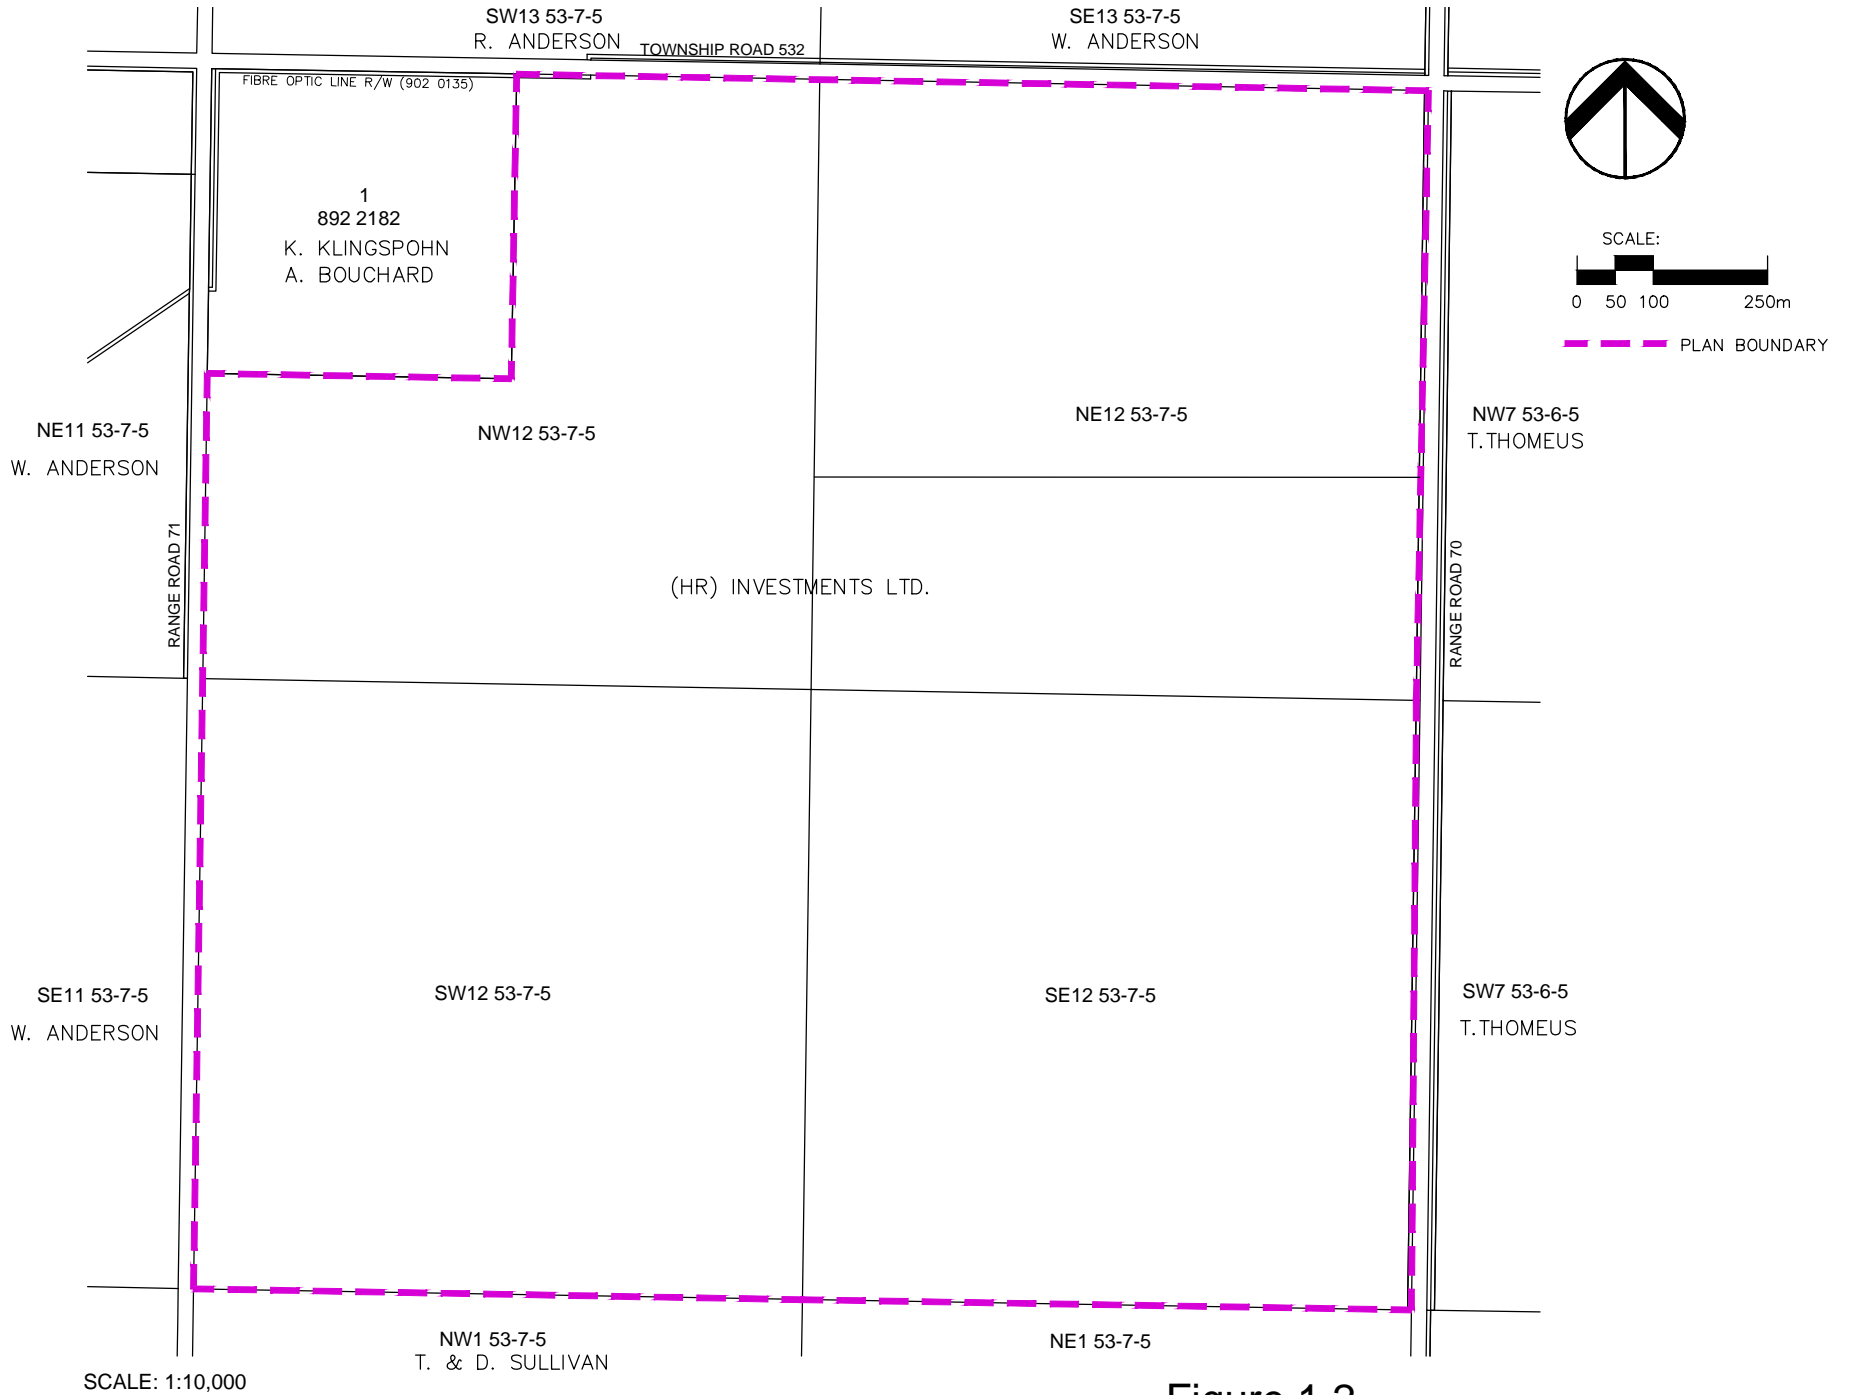 SW13 53-7-5
R. ANDERSON
SE13 53-7-5
W. ANDERSON
TOWNSHIP ROAD 532
FIBRE OPTIC LINE R/W (902 0135)
1
892 2182
K. KLINGSPOHN
A. BOUCHARD
SCALE:
0 50 100 250m
PLAN BOUNDARY
NE11 53-7-5
W. ANDERSON
NW12 53-7-5
NE12 53-7-5
NW7 53-6-5
T.THOMEUS
RANGE ROAD 71
(HR) INVESTMENTS LTD.
RANGE ROAD 70
SE11 53-7-5
W. ANDERSON
SW12 53-7-5
SE12 53-7-5
SW7 53-6-5
T.THOMEUS
NW1 53-7-5
T. & D. SULLIVAN
NE1 53-7-5
SCALE: 1:10,000
Figure 1.2